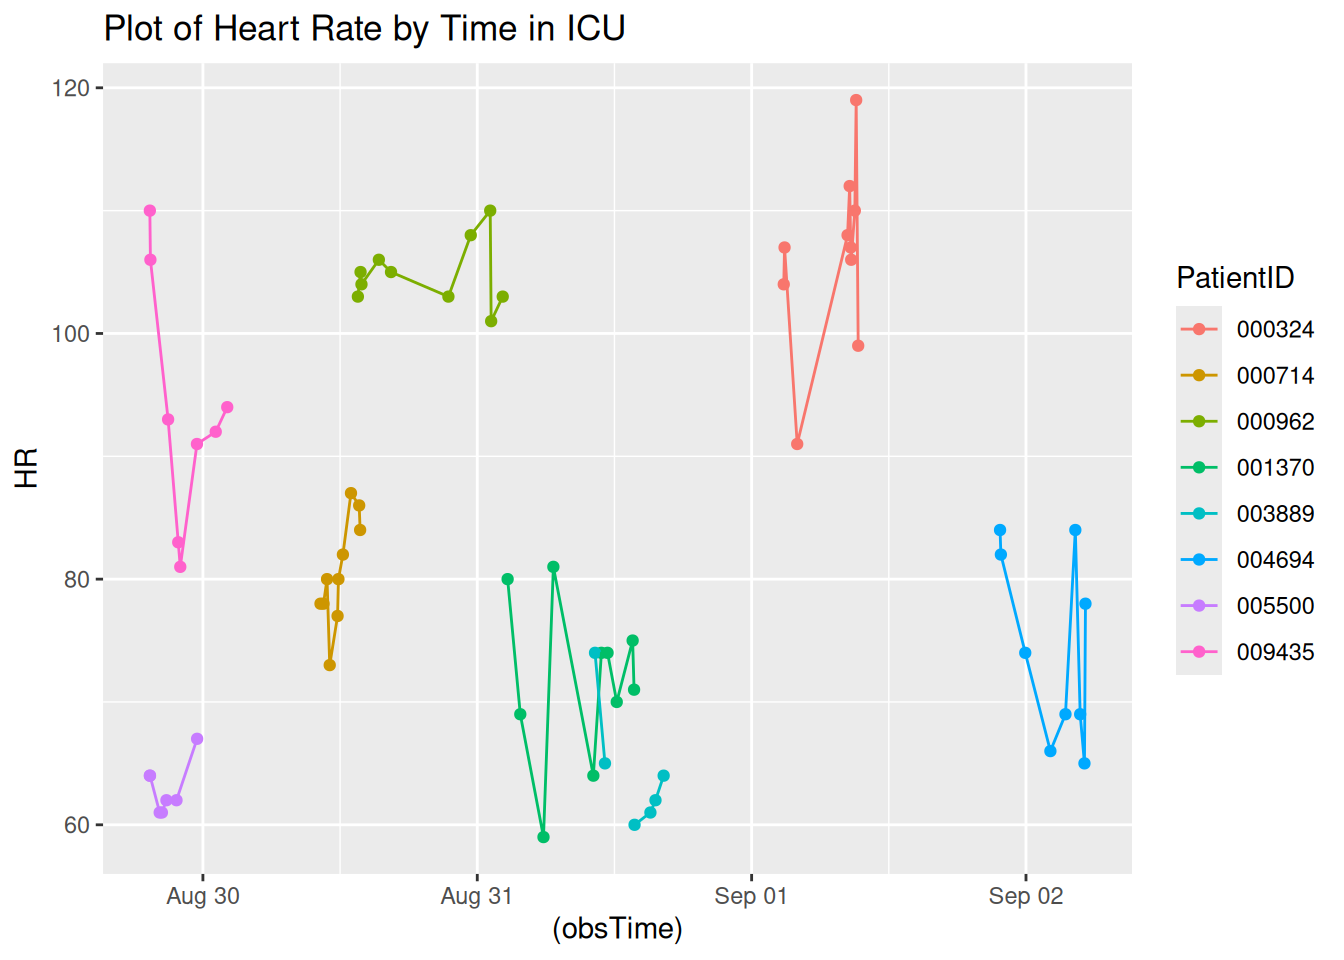 Plot of Heart Rate by Time in ICU
120
100
80
60
HR
Aug 30
Aug 31
Sep 01
Sep 02
(obsTime)
PatientID
000324
000714
000962
001370
003889
004694
005500
009435